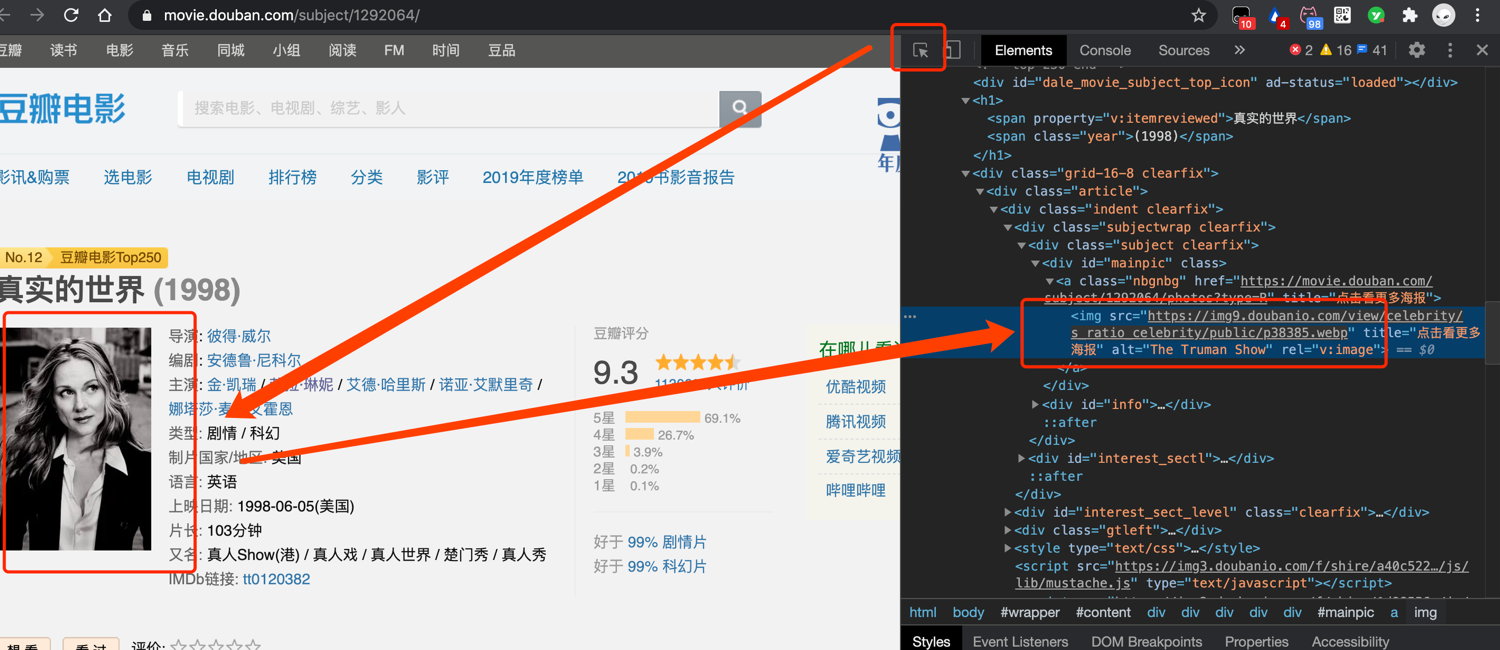 movie.douban.com/subject/1292064/
10 4 98
豆瓣 读书 电影 音乐 同城 小组 阅读 FM 时间 豆品
豆瓣电影
搜索电影、电视剧、综艺、影人
影讯&购票 选电影 电视剧 排行榜 分类 影评 2019年度榜单 2019书影音报告
No.12 豆瓣电影Top250
真实的世界 (1998)
导演: 彼得·威尔
编剧: 安德鲁·尼科尔
主演: 金·凯瑞 / 琳妮 / 艾德·哈里斯 / 诺亚·艾默里奇 /
娜塔莎·麦 艾霍恩
类型: 剧情 / 科幻
制片国家/地区: 美国
语言: 英语
上映日期: 1998-06-05(美国)
片长: 103分钟
又名: 真人Show(港) / 真人戏 / 真人世界 / 楚门秀 / 真人秀
IMDb链接: tt0120382
豆瓣评分
9.3
人评价
5星 69.1%
4星 26.7%
3星 3.9%
2星 0.2%
1星 0.1%
好于 99% 剧情片
好于 99% 科幻片
在哪儿看
优酷视频
腾讯视频
爱奇艺视频
哔哩哔哩
想看 看过 评价:
Elements Console Sources » 2 16 41
<div id="dale_movie_subject_top_icon" ad-status="loaded"></div>
<h1>
<span property="v:itemreviewed">真实的世界</span>
<span class="year">(1998)</span>
</h1>
<div class="grid-16-8 clearfix">
<div class="article">
<div class="indent clearfix">
<div class="subjectwrap clearfix">
<div class="subject clearfix">
<div id="mainpic" class>
<a class="nbgnbg" href="https://movie.douban.com/
subject/1292064/photos?type=R" title="点击看更多海报">
<img src="https://img9.doubanio.com/view/celebrity/
s_ratio_celebrity/public/p38385.webp" title="点击看更多
海报" alt="The Truman Show" rel="v:image"> == $0
</a>
</div>
<div id="info">…</div>
::after
</div>
<div id="interest_sectl">…</div>
::after
</div>
<div id="interest_sect_level" class="clearfix">…</div>
<div class="gtleft">…</div>
<style type="text/css">…</style>
<script src="https://img3.doubanio.com/f/shire/a40c522…/js/
lib/mustache.js" type="text/javascript"></script>
html body #wrapper #content div div div div div #mainpic a img
Styles Event Listeners DOM Breakpoints Properties Accessibility